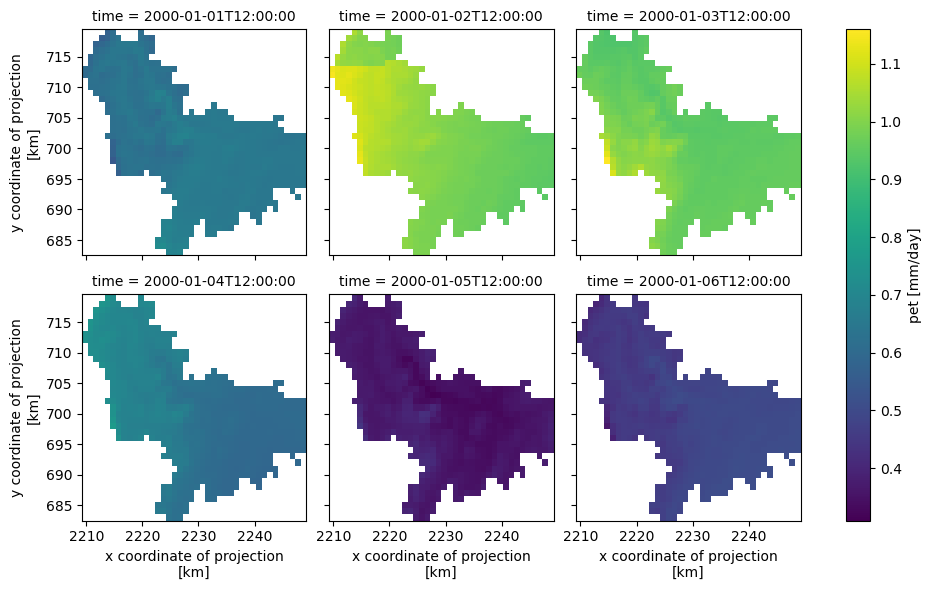 time = 2000-01-01T12:00:00
time = 2000-01-02T12:00:00
time = 2000-01-03T12:00:00
y coordinate of projection
[km]
715
710
705
700
695
690
685
time = 2000-01-04T12:00:00
time = 2000-01-05T12:00:00
time = 2000-01-06T12:00:00
y coordinate of projection
[km]
715
710
705
700
695
690
685
2210 2220 2230 2240
x coordinate of projection
[km]
2210 2220 2230 2240
x coordinate of projection
[km]
2210 2220 2230 2240
x coordinate of projection
[km]
1.1
1.0
0.9
0.8
0.7
0.6
0.5
0.4
pet [mm/day]